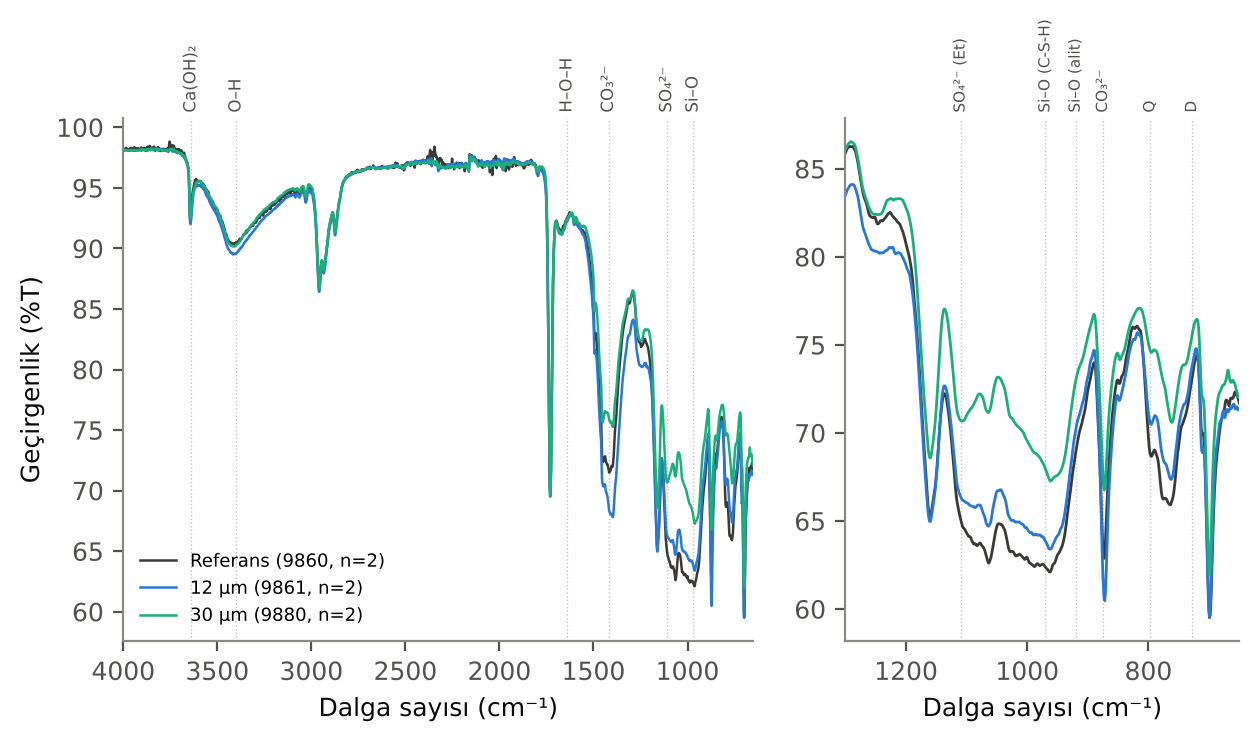 Ca(OH)₂
O–H
H–O–H
CO₃²⁻
SO₄²⁻
Si–O
SO₄²⁻ (Et)
Si–O (C-S-H)
Si–O (alit)
CO₃²⁻
Q
D
100
95
90
85
80
75
70
65
60
Geçirgenlik (%T)
Referans (9860, n=2)
12 µm (9861, n=2)
30 µm (9880, n=2)
4000 3500 3000 2500 2000 1500 1000
Dalga sayısı (cm⁻¹)
85
80
75
70
65
60
1200 1000 800
Dalga sayısı (cm⁻¹)